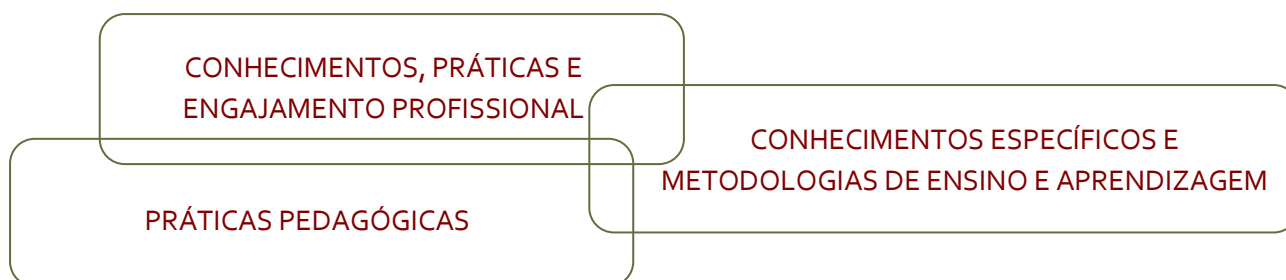 CONHECIMENTOS, PRÁTICAS E
ENGAJAMENTO PROFISSIONAL
CONHECIMENTOS ESPECÍFICOS E
METODOLOGIAS DE ENSINO E APRENDIZAGEM
PRÁTICAS PEDAGÓGICAS